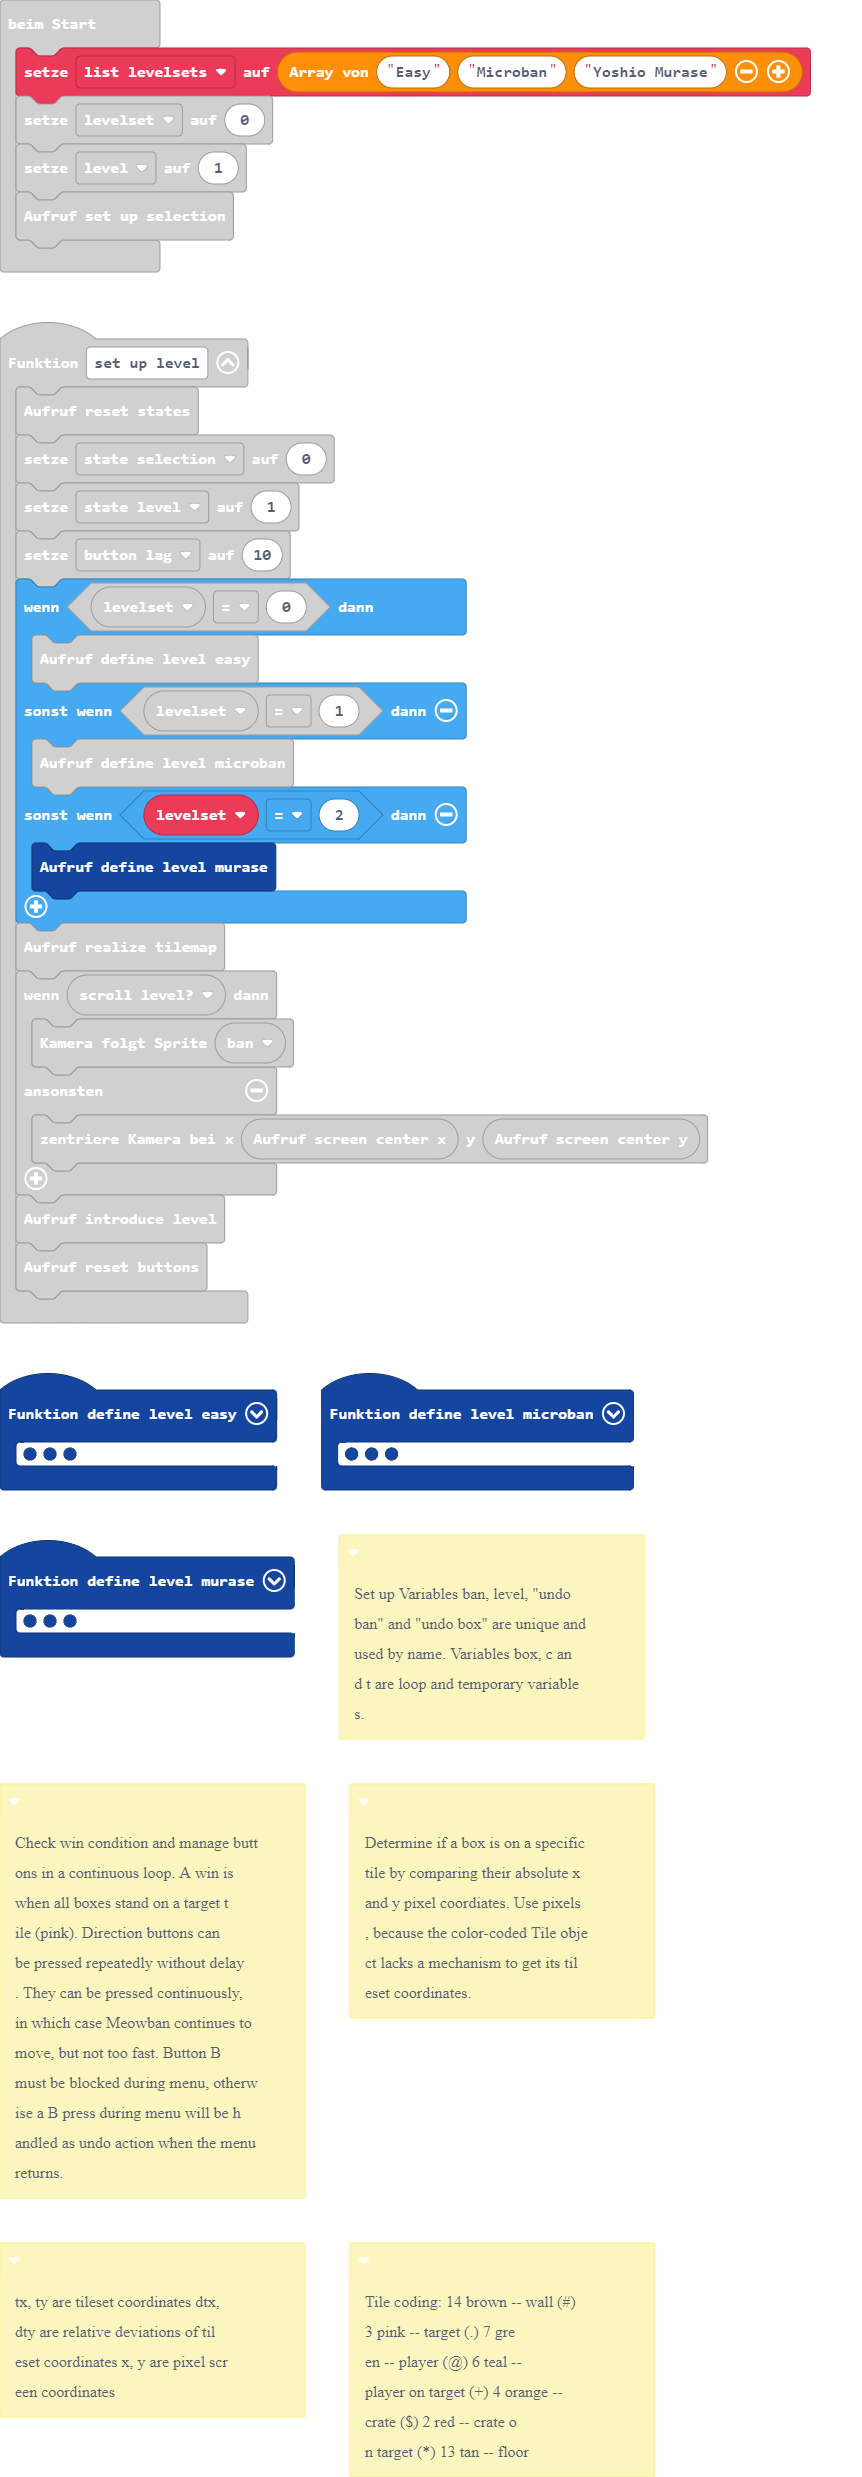 beim Start
setze list levelsets auf Array von "Easy" "Microban" "Yoshio Murase"
setze levelset auf 0
setze level auf 1
Aufruf set up selection
Funktion set up level
Aufruf reset states
setze state selection auf 0
setze state level auf 1
setze button lag auf 10
wenn levelset = 0 dann
Aufruf define level easy
sonst wenn levelset = 1 dann
Aufruf define level microban
sonst wenn levelset = 2 dann
Aufruf define level murase
Aufruf realize tilemap
wenn scroll level? dann
Kamera folgt Sprite ban
ansonsten
zentriere Kamera bei x Aufruf screen center x y Aufruf screen center y
Aufruf introduce level
Aufruf reset buttons
Funktion define level easy
Funktion define level microban
Funktion define level murase
Set up Variables ban, level, "undo
ban" and "undo box" are unique and
used by name. Variables box, c an
d t are loop and temporary variable
s.
Check win condition and manage butt
ons in a continuous loop. A win is
when all boxes stand on a target t
ile (pink). Direction buttons can
be pressed repeatedly without delay
. They can be pressed continuously,
in which case Meowban continues to
move, but not too fast. Button B
must be blocked during menu, otherw
ise a B press during menu will be h
andled as undo action when the menu
returns.
Determine if a box is on a specific
tile by comparing their absolute x
and y pixel coordiates. Use pixels
, because the color-coded Tile obje
ct lacks a mechanism to get its til
eset coordinates.
tx, ty are tileset coordinates dtx,
dty are relative deviations of til
eset coordinates x, y are pixel scr
een coordinates
Tile coding: 14 brown -- wall (#)
3 pink -- target (.) 7 gre
en -- player (@) 6 teal --
player on target (+) 4 orange --
crate ($) 2 red -- crate o
n target (*) 13 tan -- floor